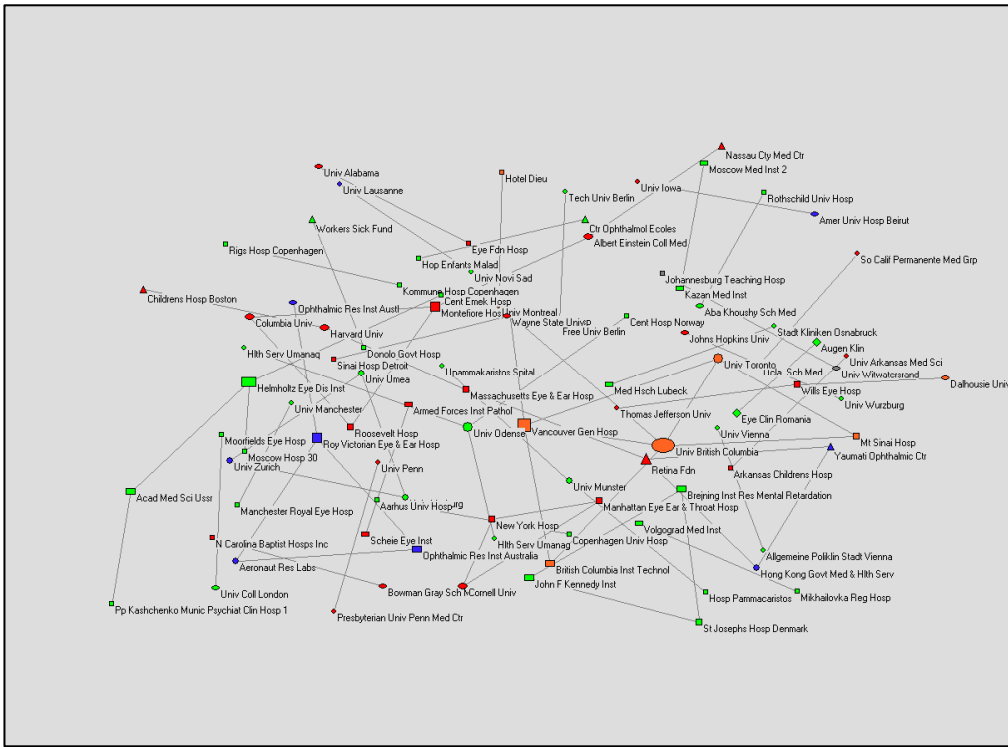 Nassau Cty Med Ctr
Moscow Med Inst 2
Univ Alabama
Hotel Dieu
Univ Lausanne
Univ Iowa
Tech Univ Berlin
Rothschild Univ Hosp
Amer Univ Hosp Beirut
Workers Sick Fund
Ctr Ophthalmol Ecoles
Albert Einstein Coll Med
Rigs Hosp Copenhagen
Eye Fdn Hosp
So Calif Permanente Med Grp
Hop Enfants Malad
Univ Novi Sad
Johannesburg Teaching Hosp
Kommune Hosp Copenhagen
Kazan Med Inst
Childrens Hosp Boston
Cent Emek Hosp
Ophthalmic Res Inst Austl
Montefiore Hosp
Univ Montreal
Aba Khoushy Sch Med
Columbia Univ
Wayne State Univ
Cent Hosp Norway
Free Univ Berlin
Stadt Kliniken Osnabruck
Harvard Univ
Johns Hopkins Univ
Augen Klin
Hlth Serv Umanaq
Donolo Govt Hosp
Sinai Hosp Detroit
Univ Toronto
Univ Arkansas Med Sci
Upammakaristos Spital
Ucla Sch Med
Univ Witwatersrand
Helmholtz Eye Dis Inst
Univ Umea
Massachusetts Eye & Ear Hosp
Med Hsch Lubeck
Wills Eye Hosp
Dalhousie Univ
Univ Manchester
Armed Forces Inst Pathol
Thomas Jefferson Univ
Univ Wurzburg
Eye Clin Romania
Moorfields Eye Hosp
Roosevelt Hosp
Univ Odense
Vancouver Gen Hosp
Univ Vienna
Roy Victorian Eye & Ear Hosp
Mt Sinai Hosp
Moscow Hosp 30
Univ British Columbia
Yaumati Ophthalmic Ctr
Univ Zurich
Univ Penn
Retina Fdn
Arkansas Childrens Hosp
Acad Med Sci Ussr
Univ Munster
Brejning Inst Res Mental Retardation
Manchester Royal Eye Hosp
Aarhus Univ Hosp
Manhattan Eye Ear & Throat Hosp
New York Hosp
Volgograd Med Inst
N Carolina Baptist Hosps Inc
Scheie Eye Inst
Hlth Serv Umanag
Copenhagen Univ Hosp
Ophthalmic Res Inst Australia
Allgemeine Poliklin Stadt Vienna
Aeronaut Res Labs
British Columbia Inst Technol
Hong Kong Govt Med & Hlth Serv
John F Kennedy Inst
Univ Coll London
Bowman Gray Sch M
Cornell Univ
Hosp Pammacaristos
Mikhailovka Reg Hosp
Pp Kashchenko Munic Psychiat Clin Hosp 1
Presbyterian Univ Penn Med Ctr
St Josephs Hosp Denmark